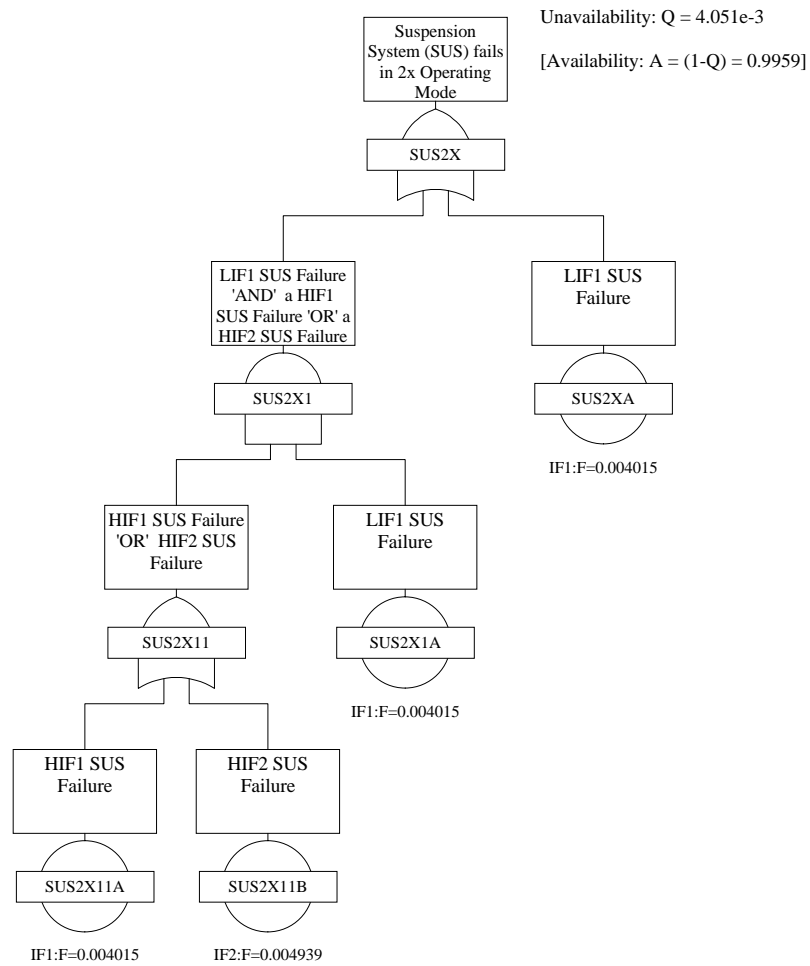 Unavailability: Q = 4.051e-3
[Availability: A = (1-Q) = 0.9959]
Suspension
System (SUS) fails
in 2x Operating
Mode
SUS2X
LIF1 SUS Failure
'AND' a HIF1
SUS Failure 'OR' a
HIF2 SUS Failure
SUS2X1
LIF1 SUS
Failure
SUS2XA
IF1:F=0.004015
HIF1 SUS Failure
'OR' HIF2 SUS
Failure
SUS2X11
LIF1 SUS
Failure
SUS2X1A
IF1:F=0.004015
HIF1 SUS
Failure
SUS2X11A
IF1:F=0.004015
HIF2 SUS
Failure
SUS2X11B
IF2:F=0.004939